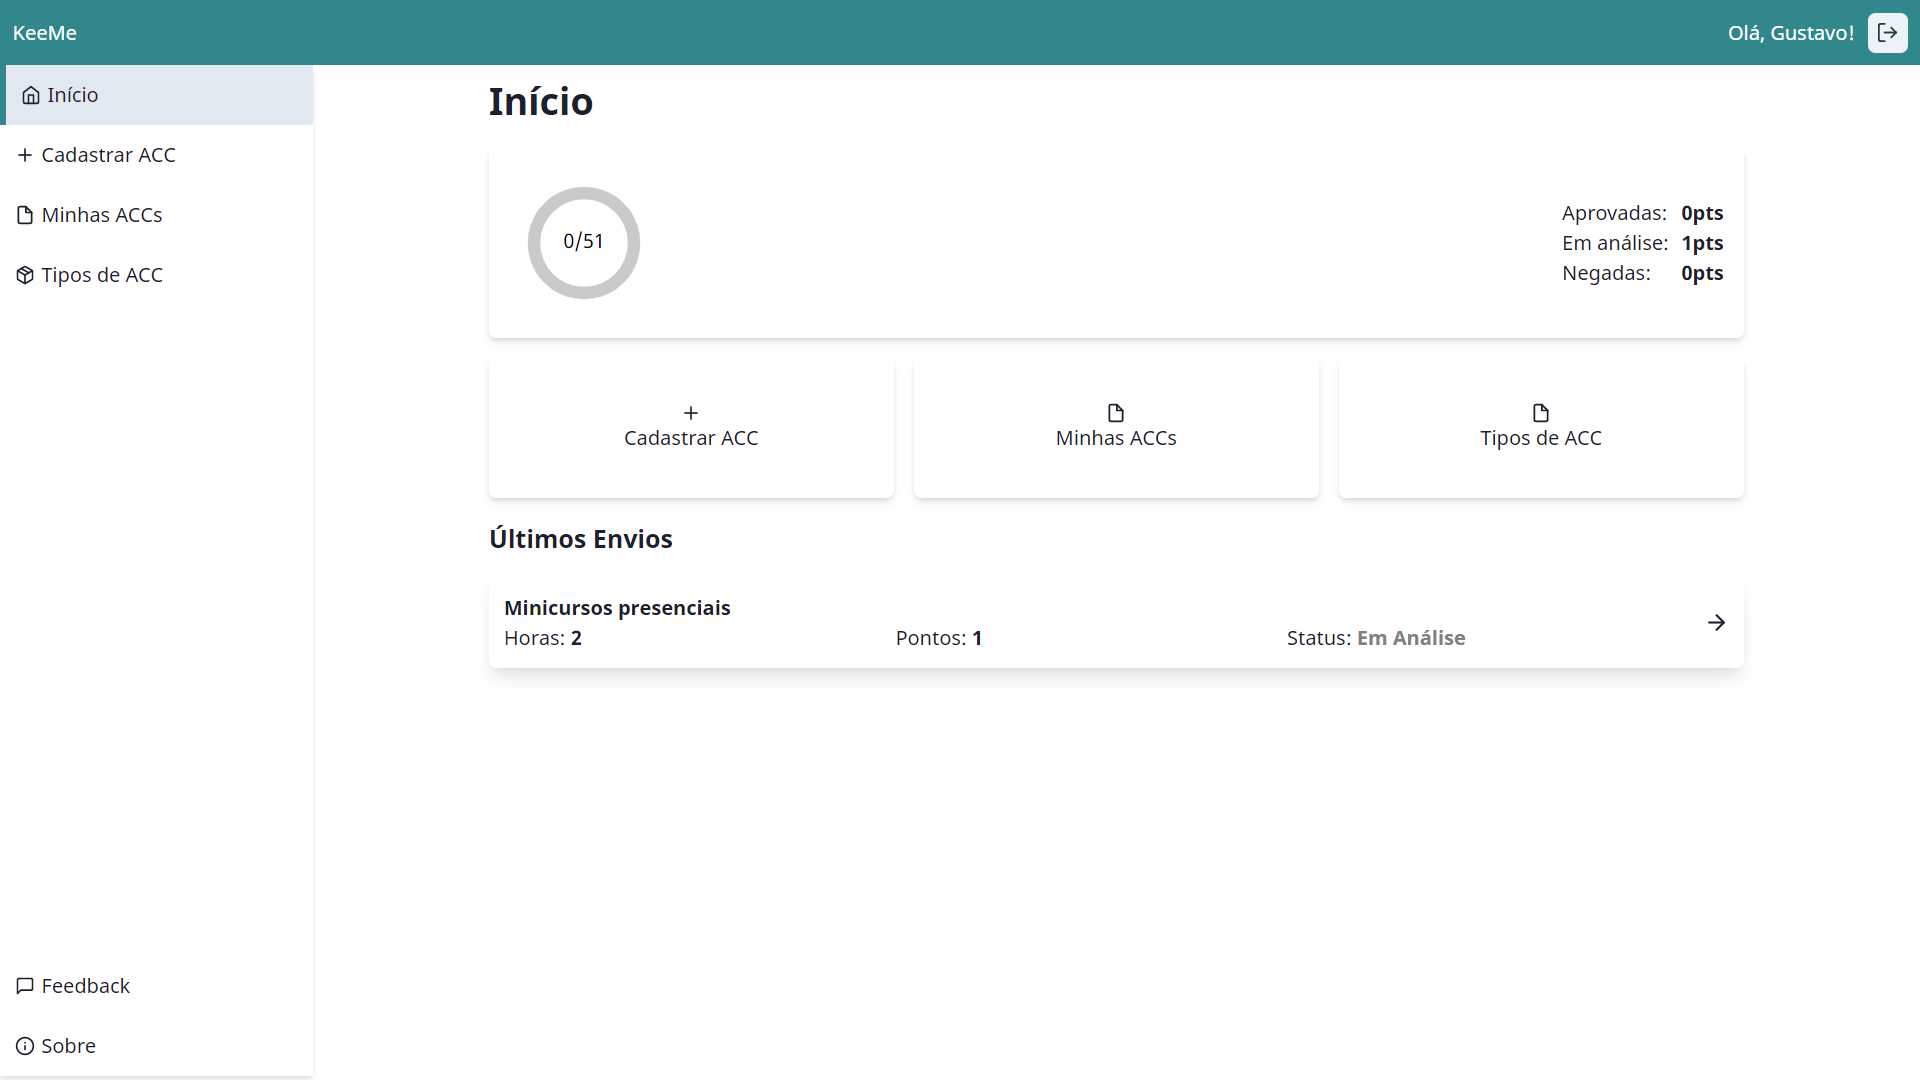 KeeMe
Olá, Gustavo!
Início
Cadastrar ACC
Minhas ACCs
Tipos de ACC
Feedback
Sobre
Início
0/51
Aprovadas: 0pts
Em análise: 1pts
Negadas: 0pts
Cadastrar ACC
Minhas ACCs
Tipos de ACC
Últimos Envios
Minicursos presenciais
Horas: 2 Pontos: 1 Status: Em Análise